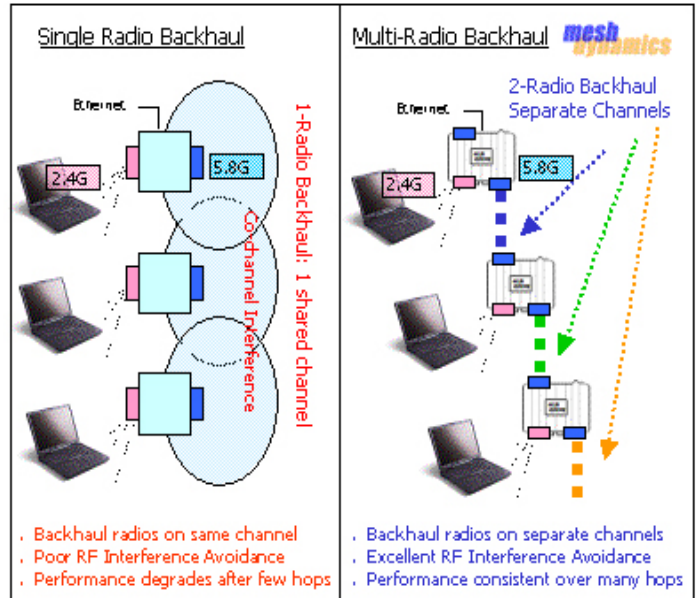 Single Radio Backhaul
Ethernet
2.4G
5.8G
1-Radio Backhaul: 1 shared channel
Co-channel Interference
. Backhaul radios on same channel
. Poor RF Interference Avoidance
. Performance degrades after few hops
Multi-Radio Backhaul
mesh
dynamics
2-Radio Backhaul
Separate Channels
Ethernet
2.4G
5.8G
. Backhaul radios on separate channels
. Excellent RF Interference Avoidance
. Performance consistent over many hops